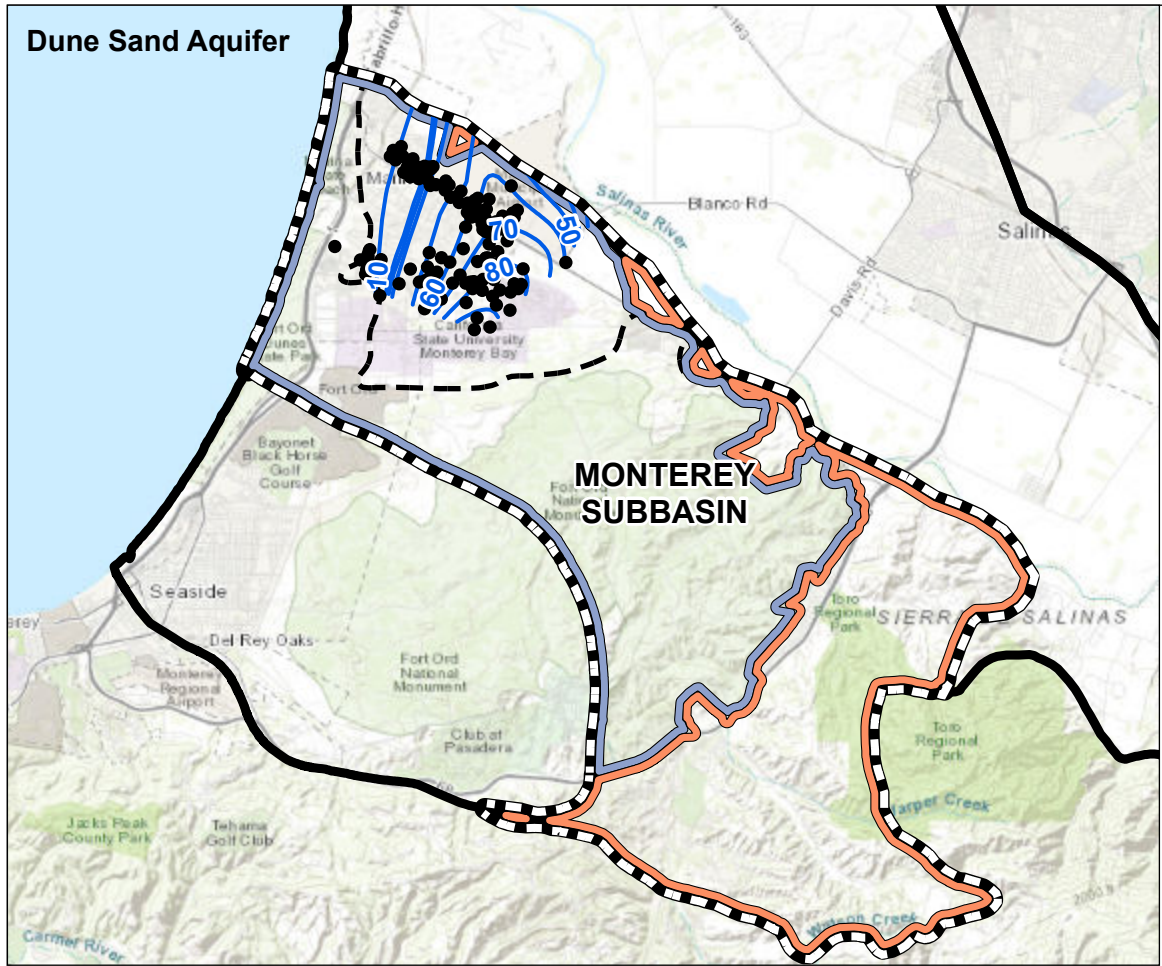 Dune Sand Aquifer
183
Salinas River
Blanco Rd
Salinas
Davis Rd
50
70
80
10
60
State University
Monterey Bay
Fort Ord
Bayonet
Black Horse
Golf
Course
MONTEREY
SUBBASIN
Seaside
Del Rey Oaks
Monterey
Regional
Airport
Fort Ord
National
Monument
Club at
Pasadera
Toro
Regional
Park
SIERRA
SALINAS
Toro
Regional
Park
Harper Creek
Jacks Peak
County Park
Tehama
Golf Club
Watson Creek
2000 ft
Carmel River